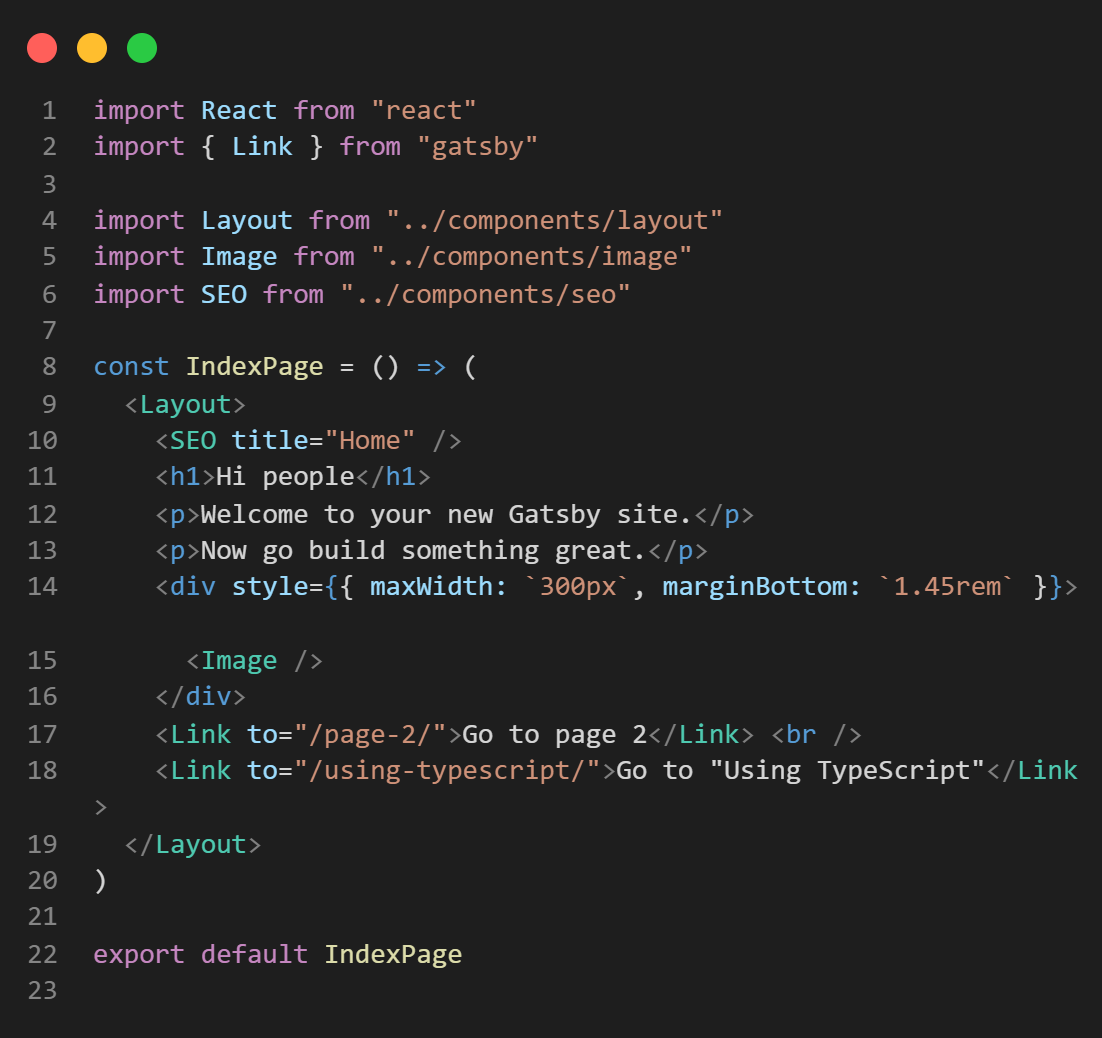 1 import React from "react"
2 import { Link } from "gatsby"
3
4 import Layout from "../components/layout"
5 import Image from "../components/image"
6 import SEO from "../components/seo"
7
8 const IndexPage = () => (
9   <Layout>
10     <SEO title="Home" />
11     <h1>Hi people</h1>
12     <p>Welcome to your new Gatsby site.</p>
13     <p>Now go build something great.</p>
14     <div style={{ maxWidth: `300px`, marginBottom: `1.45rem` }}>
15       <Image />
16     </div>
17     <Link to="/page-2/">Go to page 2</Link> <br />
18     <Link to="/using-typescript/">Go to "Using TypeScript"</Link
>
19   </Layout>
20 )
21
22 export default IndexPage
23